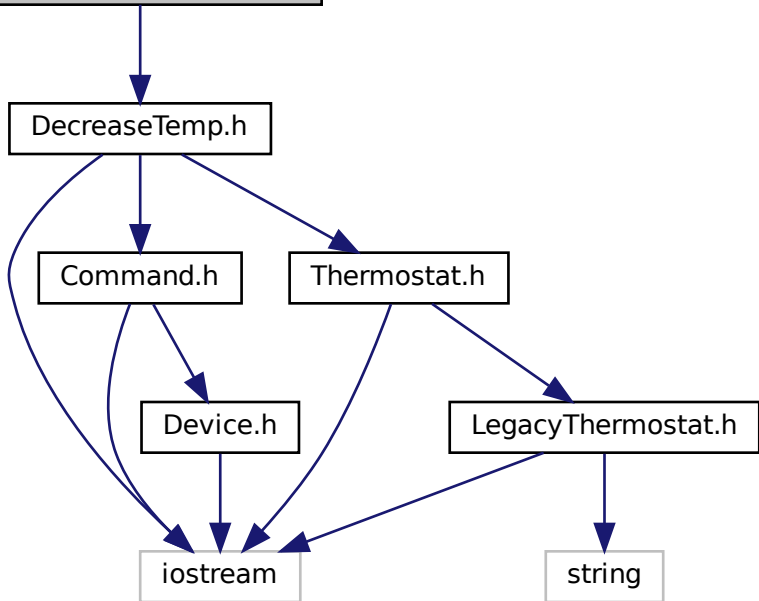 DecreaseTemp.h
Command.h
Thermostat.h
Device.h
LegacyThermostat.h
iostream
string